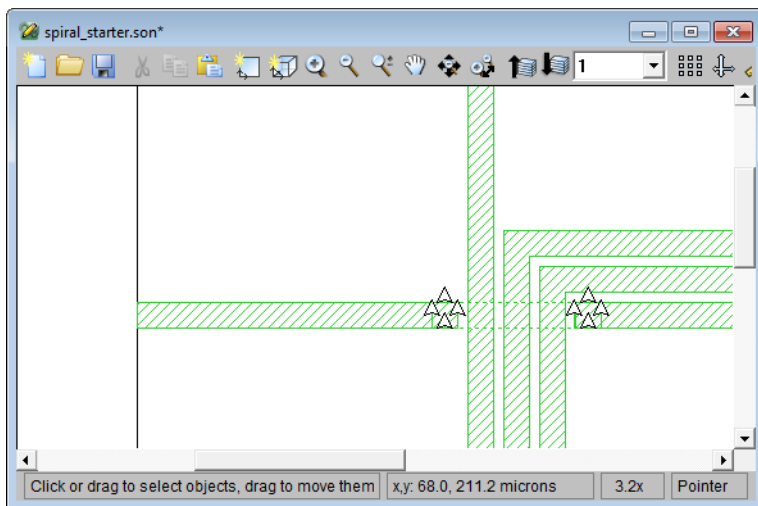 spiral_starter.son*
1
Click or drag to select objects, drag to move them
x,y: 68.0, 211.2 microns
3.2x
Pointer